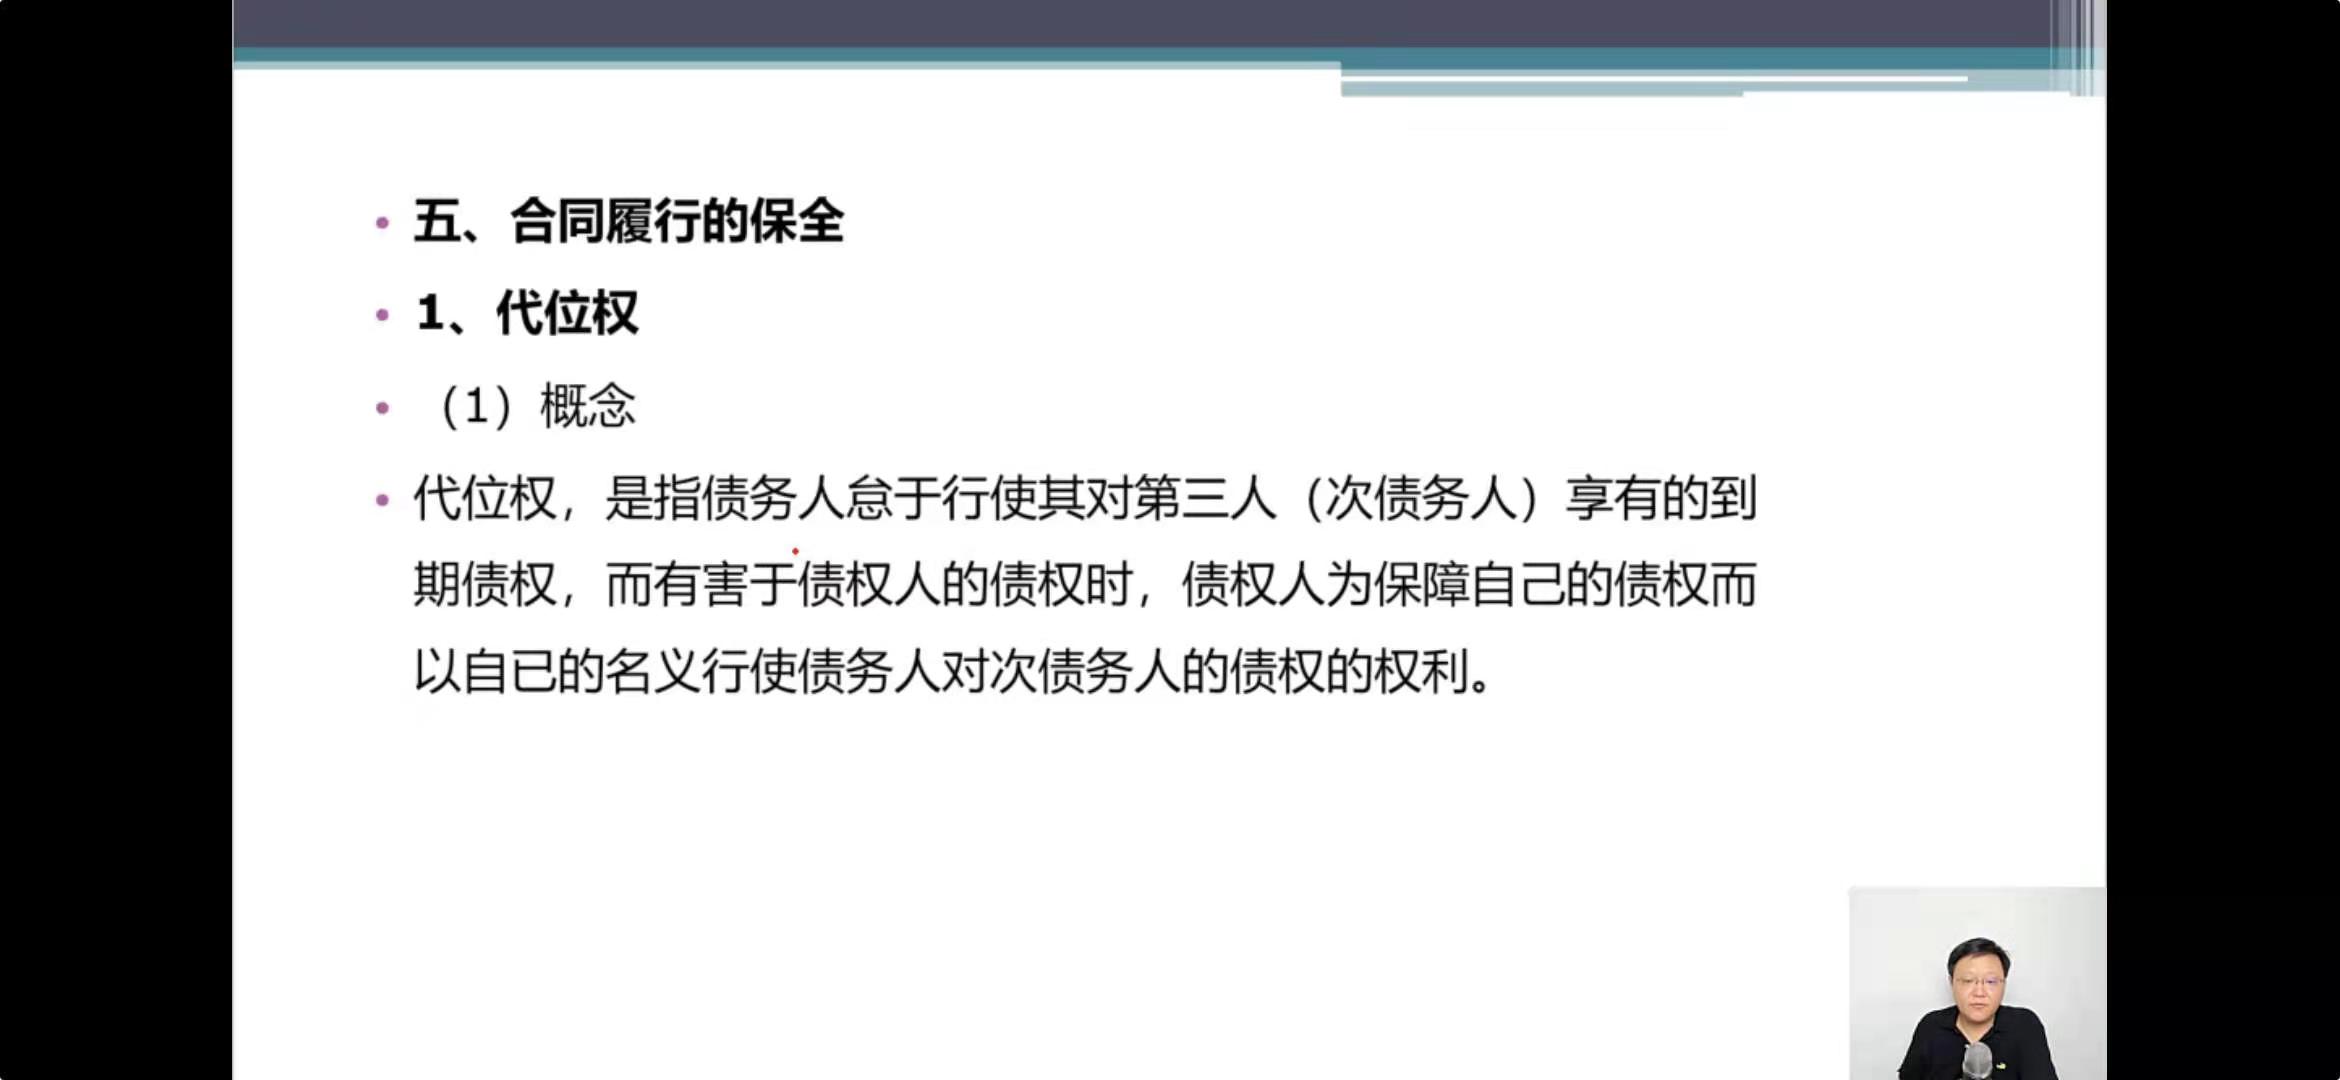 五、合同履行的保全
1、代位权
（1）概念
代位权，是指债务人怠于行使其对第三人（次债务人）享有的到
期债权，而有害于债权人的债权时，债权人为保障自己的债权而
以自已的名义行使债务人对次债务人的债权的权利。